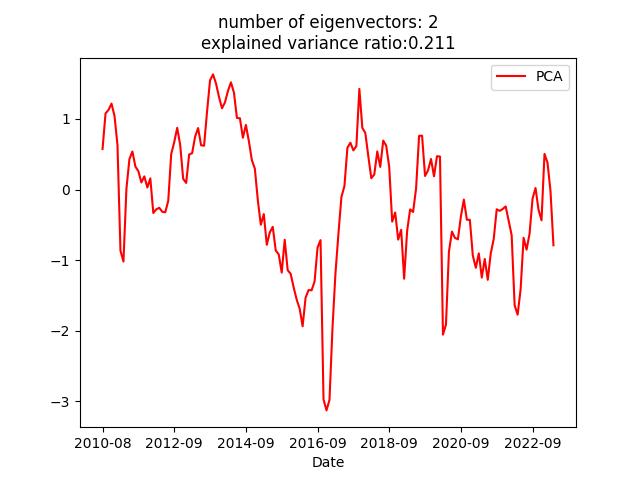 number of eigenvectors: 2
explained variance ratio:0.211
PCA
1
0
−1
−2
−3
2010-08 2012-09 2014-09 2016-09 2018-09 2020-09 2022-09
Date